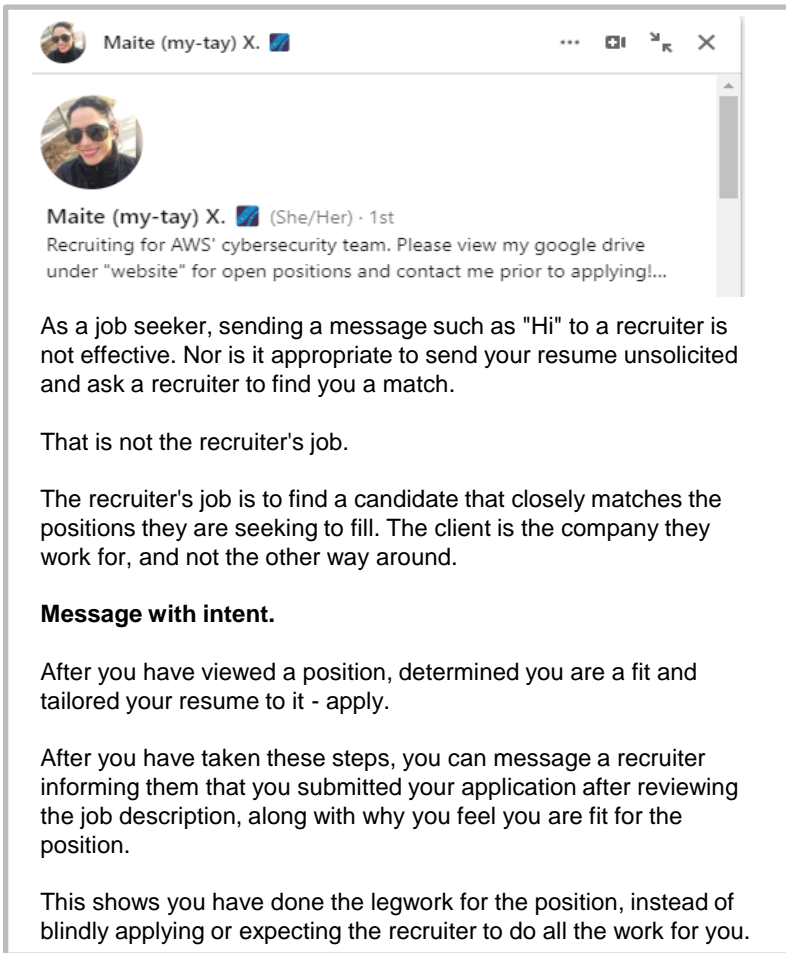 Maite (my-tay) X.
Maite (my-tay) X. (She/Her) · 1st
Recruiting for AWS' cybersecurity team. Please view my google drive
under "website" for open positions and contact me prior to applying!...
As a job seeker, sending a message such as "Hi" to a recruiter is
not effective. Nor is it appropriate to send your resume unsolicited
and ask a recruiter to find you a match.
That is not the recruiter's job.
The recruiter's job is to find a candidate that closely matches the
positions they are seeking to fill. The client is the company they
work for, and not the other way around.
Message with intent.
After you have viewed a position, determined you are a fit and
tailored your resume to it - apply.
After you have taken these steps, you can message a recruiter
informing them that you submitted your application after reviewing
the job description, along with why you feel you are fit for the
position.
This shows you have done the legwork for the position, instead of
blindly applying or expecting the recruiter to do all the work for you.